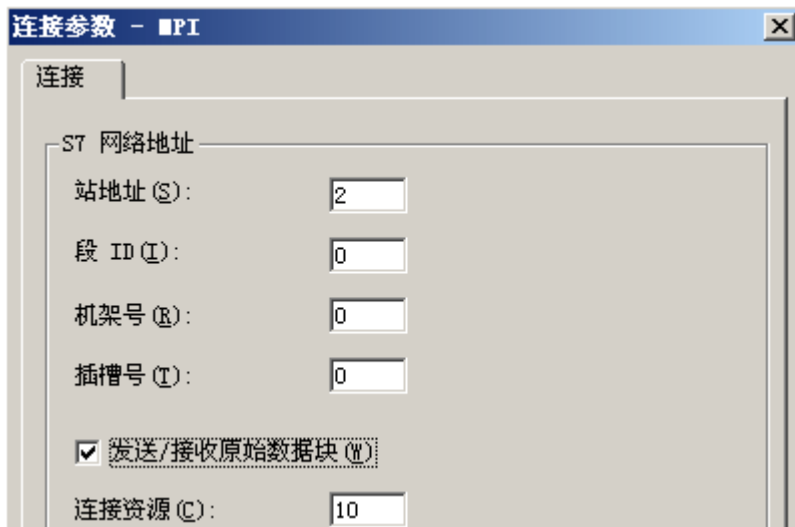 连接参数 - MPI
连接
S7 网络地址
站地址(S): 2
段 ID(I): 0
机架号(R): 0
插槽号(T): 0
发送/接收原始数据块(W)
连接资源(C): 10